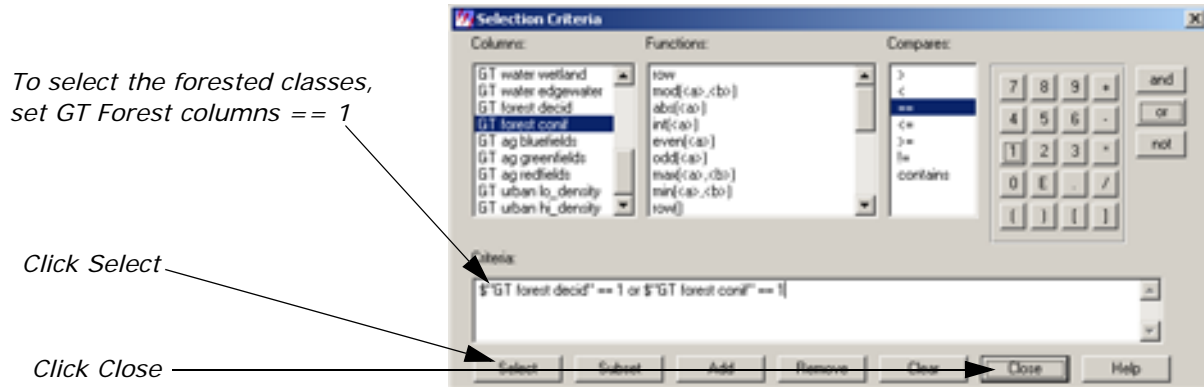 Selection Criteria
Columns:
Functions:
Compares:
To select the forested classes,
set GT Forest columns == 1
GT water wetland
GT water edgewater
GT forest decid
GT forest conif
GT ag bluefields
GT ag greenfields
GT ag redfields
GT urban lo_density
GT urban hi_density
row
mod(<a>,<b>)
abs(<a>)
int(<a>)
even(<a>)
odd(<a>)
max(<a>,<b>)
min(<a>,<b>)
row()
>
<
==
<=
>=
!=
contains
7 8 9 +
4 5 6 -
1 2 3 *
0 E . /
( ) [ ]
and
or
not
Click Select
Criteria:
$"GT forest decid" == 1 or $"GT forest conif" == 1
Click Close
Select Subset Add Remove Clear Close Help